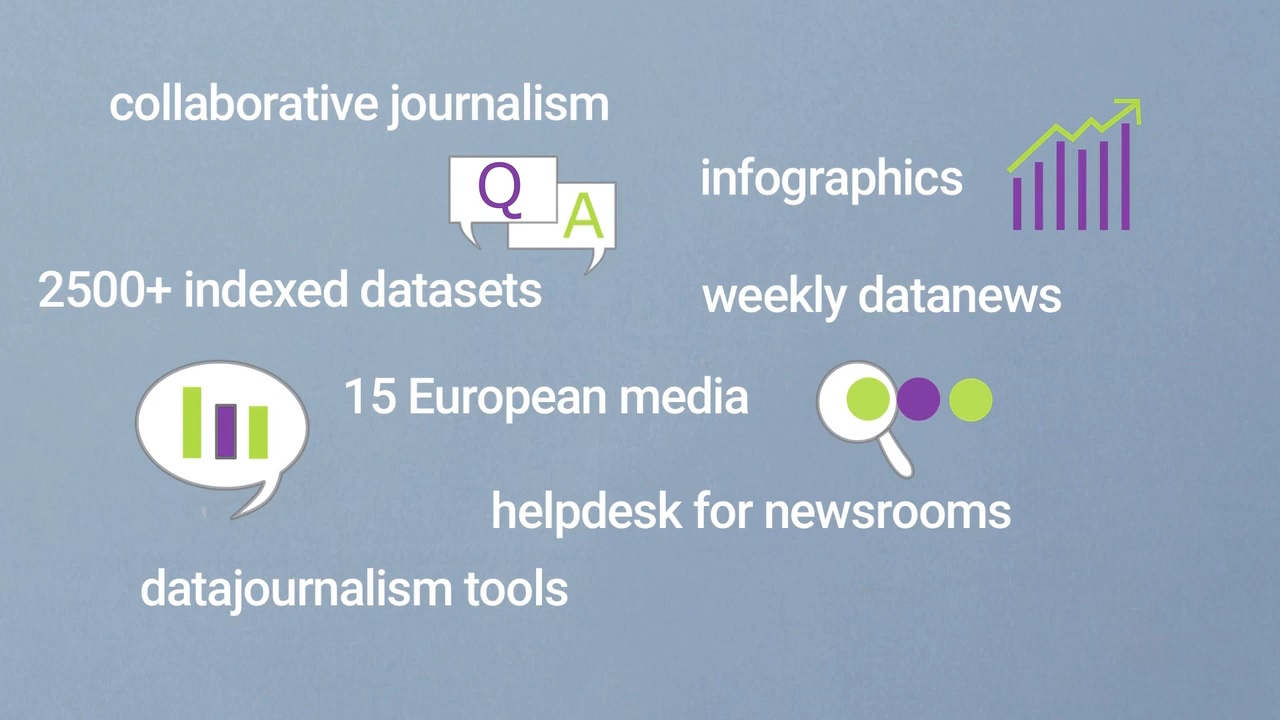 collaborative journalism
Q
A
infographics
2500+ indexed datasets
weekly datanews
15 European media
helpdesk for newsrooms
datajournalism tools